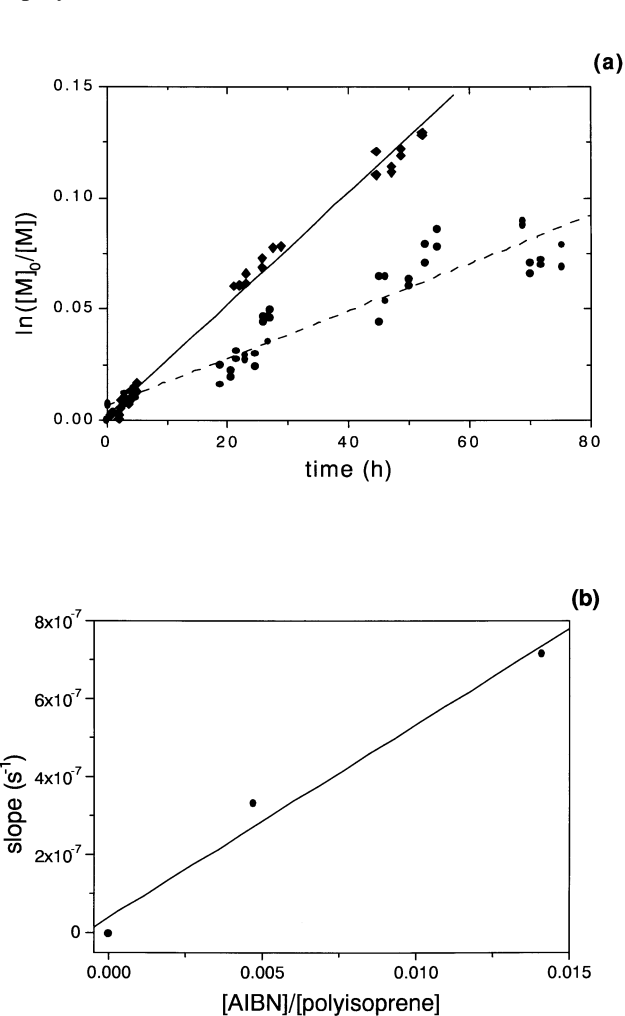 (a)
0.15
0.10
0.05
0.00
ln([M]0/[M])
0 20 40 60 80
time (h)
(b)
8x10-7
6x10-7
4x10-7
2x10-7
0
slope (s-1)
0.000 0.005 0.010 0.015
[AIBN]/[polyisoprene]